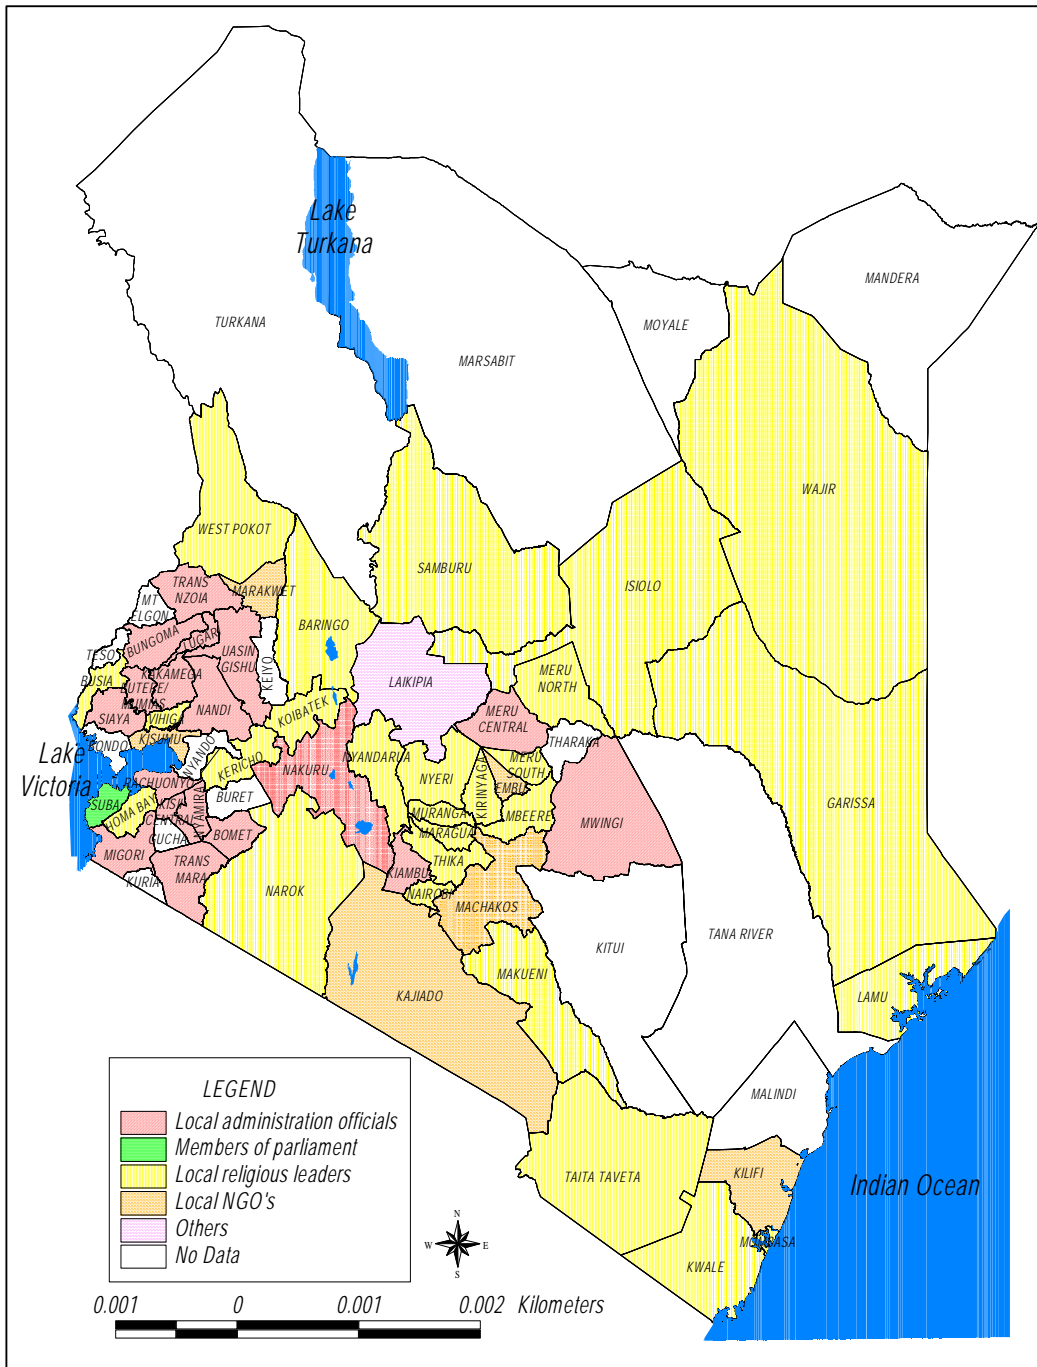 Lake
Turkana
MANDERA
TURKANA
MOYALE
MARSABIT
WAJIR
WEST POKOT
SAMBURU
ISIOLO
TRANS
NZOIA
MARAKWET
MT
ELGON
BARINGO
BUNGOMA
LUGARI
UASIN
GISHU
TESO
KEIYO
BUSIA
KAKAMEGA
BUTERE/
MUMIAS
LAIKIPIA
MERU
NORTH
SIAYA
VIHIGA
NANDI
KOIBATEK
MERU
CENTRAL
THARAKA
BONDO
KISUMU
NYANDO
Lake
Victoria
KERICHO
NAKURU
NYANDARUA
NYERI
KIRINYAGA
MERU
SOUTH
EMBU
RACHUONYO
SUBA
HOMA BAY
KISII
CENTRAL
NYAMIRA
BURET
GARISSA
MURANGA
MBEERE
MWINGI
GUCHA
BOMET
MARAGUA
MIGORI
TRANS
MARA
KIAMBU
THIKA
KURIA
NAROK
NAIROBI
MACHAKOS
KITUI
TANA RIVER
MAKUENI
KAJIADO
LAMU
MALINDI
KILIFI
TAITA TAVETA
Indian Ocean
MOMBASA
KWALE
LEGEND
Local administration officials
Members of parliament
Local religious leaders
Local NGO's
Others
No Data
N
W E
S
0.001 0 0.001 0.002 Kilometers